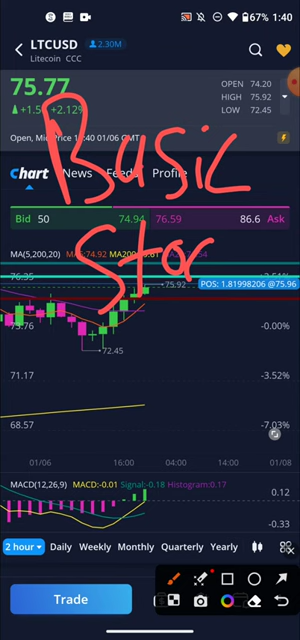 67% 1:40
LTCUSD 2.30M
Litecoin CCC
75.77
+2.12%
OPEN 74.20
HIGH 75.92
LOW 72.45
Basic
Chart News Profile
Bid 50 74.94 76.59 86.6 Ask
Star
MA(5,200,20)
76.35
75.92
POS: 1.81998206 @75.96
73.76 -0.00%
72.45
71.17 -3.52%
68.57 -7.03%
01/06 16:00 04:00 14:00 01/08
MACD(12,26,9) MACD:-0.01 Signal:-0.18 Histogram:0.17
0.12
-0.33
2 hour Daily Weekly Monthly Quarterly Yearly
Trade